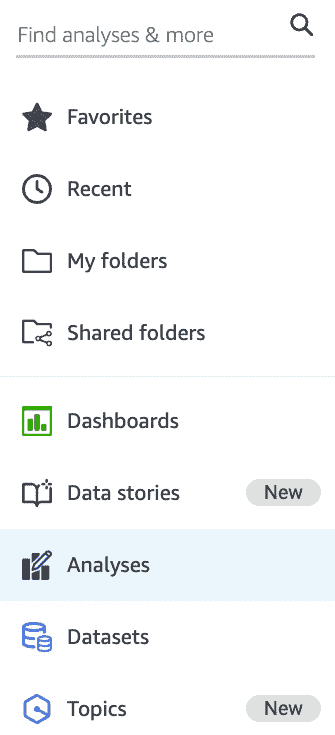 Find analyses & more
Favorites
Recent
My folders
Shared folders
Dashboards
Data stories New
Analyses
Datasets
Topics New